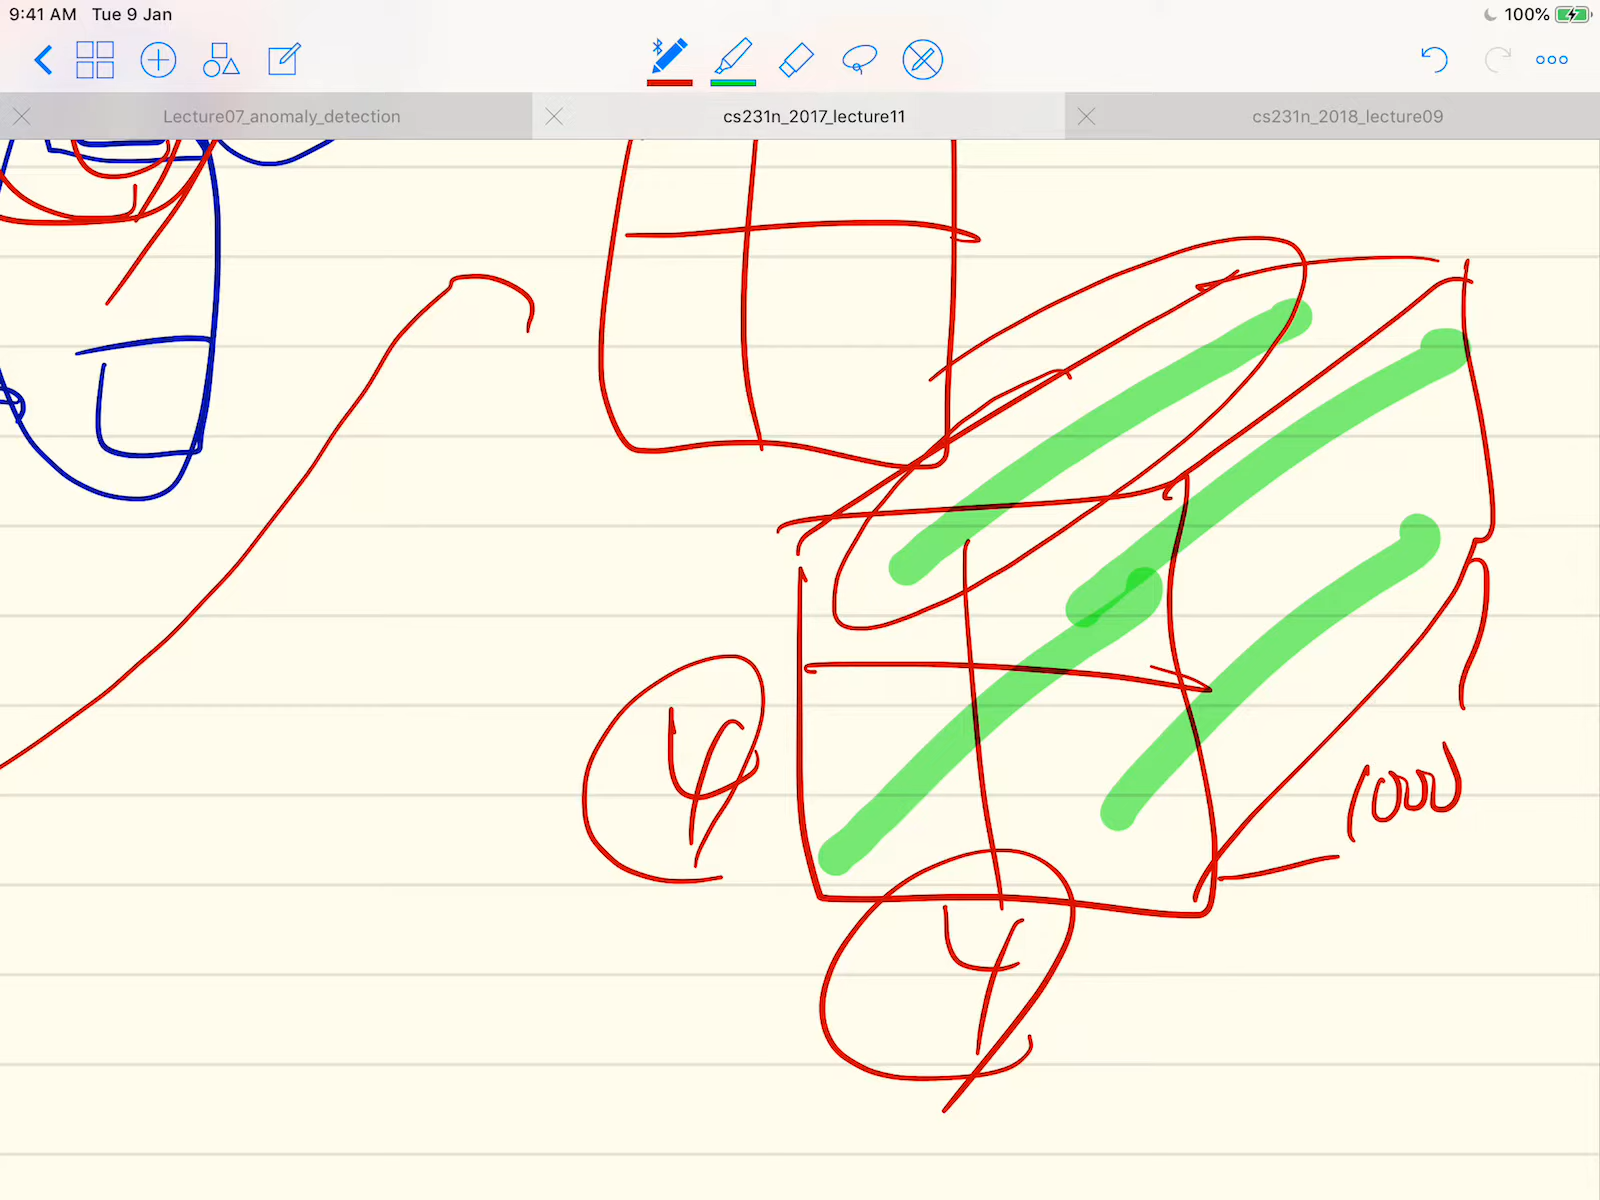 9:41 AM Tue 9 Jan 100%
Lecture07_anomaly_detection cs231n_2017_lecture11 cs231n_2018_lecture09
4
1000
4